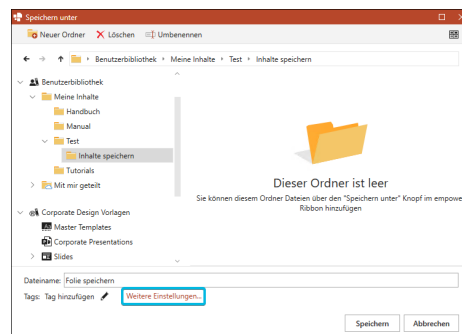 Speichern unter
Neuer Ordner Löschen Umbenennen
Benutzerbibliothek Meine Inhalte Test Inhalte speichern
Benutzerbibliothek
Meine Inhalte
Handbuch
Manual
Test
Inhalte speichern
Tutorials
Mit mir geteilt
Corporate Design Vorlagen
Master Templates
Corporate Presentations
Slides
Dieser Ordner ist leer
Sie können diesem Ordner Dateien über den "Speichern unter" Knopf im empowe
Ribbon hinzufügen
Dateiname: Folie speichern
Tags: Tag hinzufügen Weitere Einstellungen...
Speichern Abbrechen